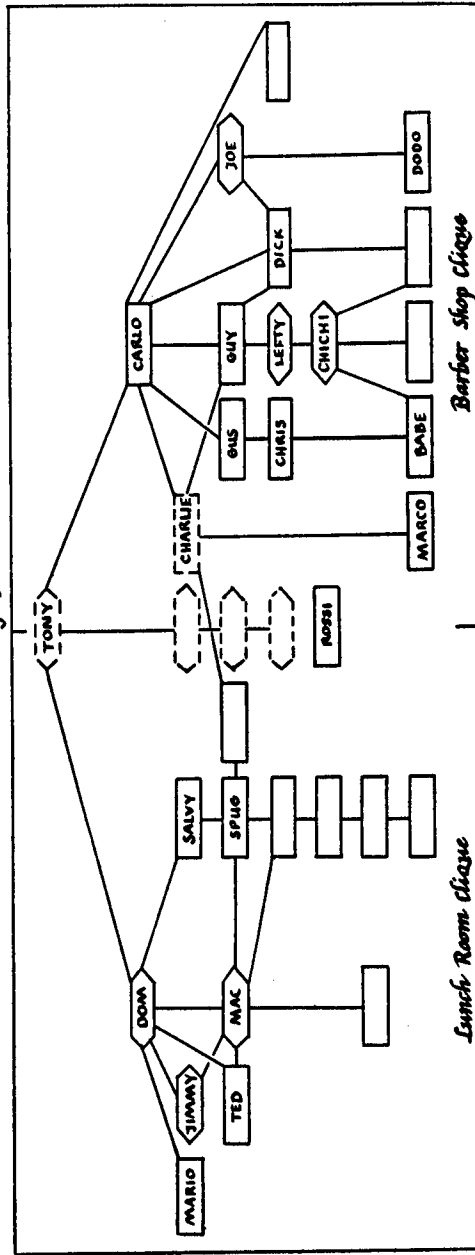 TONY
CARLO
DOM
JIMMY
SALVY
CHARLIE
MARIO
TED
MAC
SPUG
GUS
GUY
JOE
CHRIS
LEFTY
DICK
ROSSI
CHICHI
MARCO
BABE
DODO
Lunch Room Clique
Barber Shop Clique